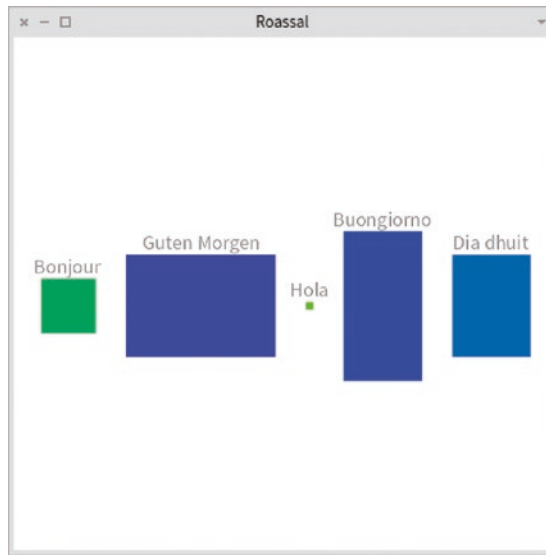 Roassal
Bonjour
Guten Morgen
Hola
Buongiorno
Dia dhuit